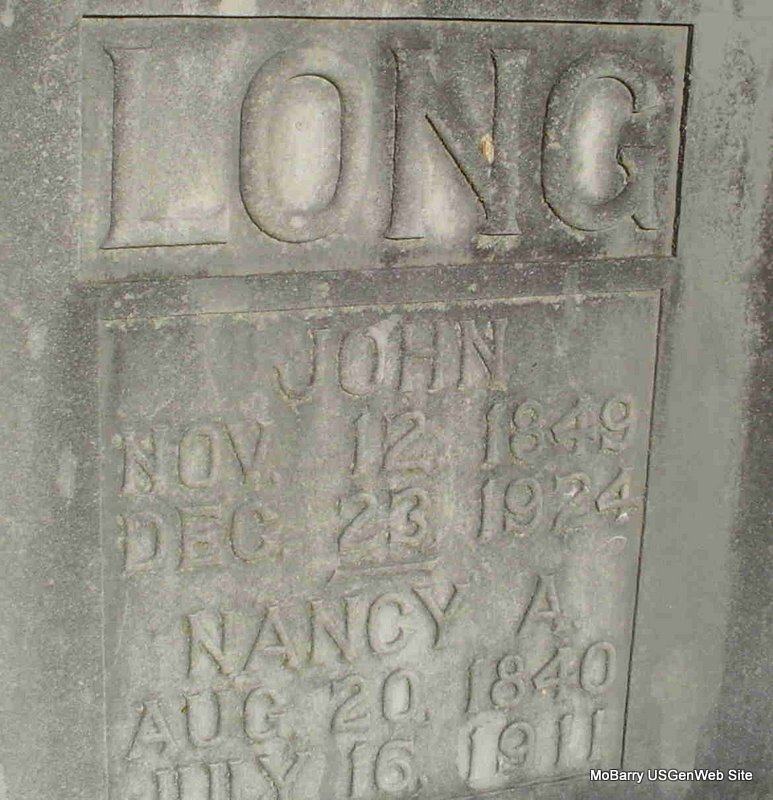 LONG
JOHN
NOV. 12. 1849
DEC. 23. 1924
NANCY A.
AUG. 20. 1840
JULY 16. 1911
MoBarry USGenWeb Site